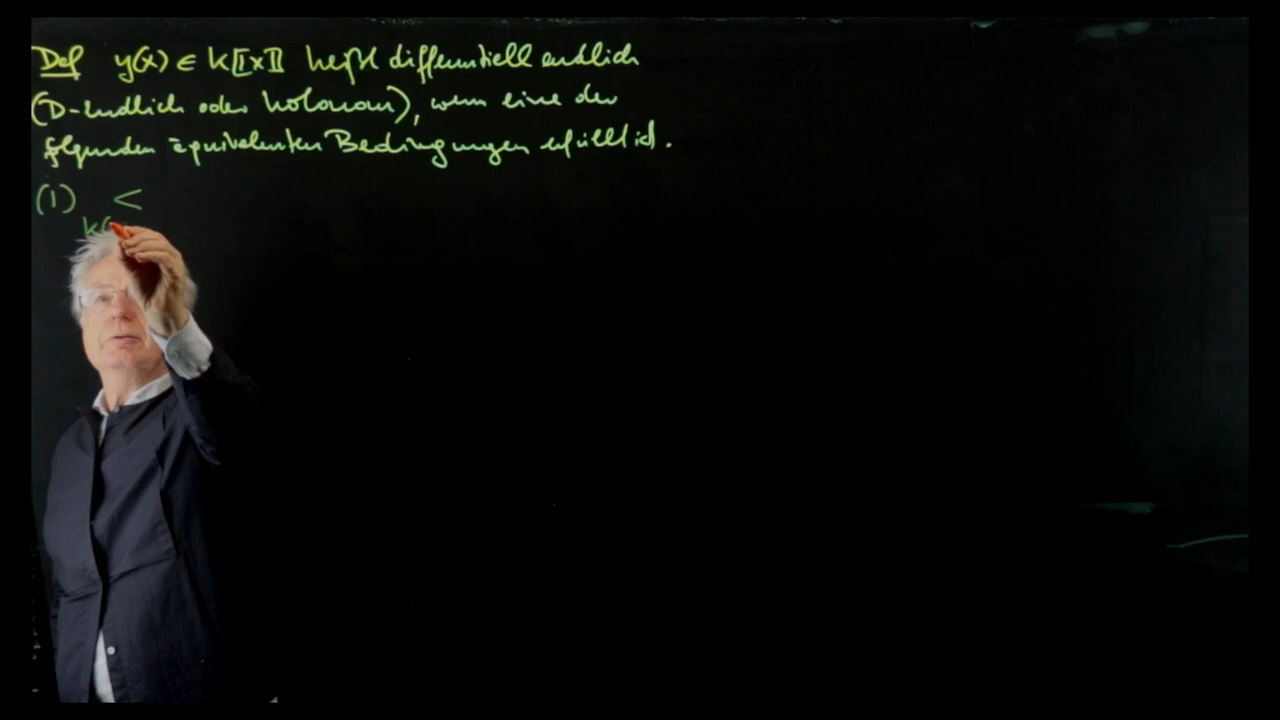 Def y(x) ∈ k[[x]] heißt differentiell endlich
(D-endlich oder holonom), wenn eine der
folgenden äquivalenten Bedingungen erfüllt ist.
(1) <
k(